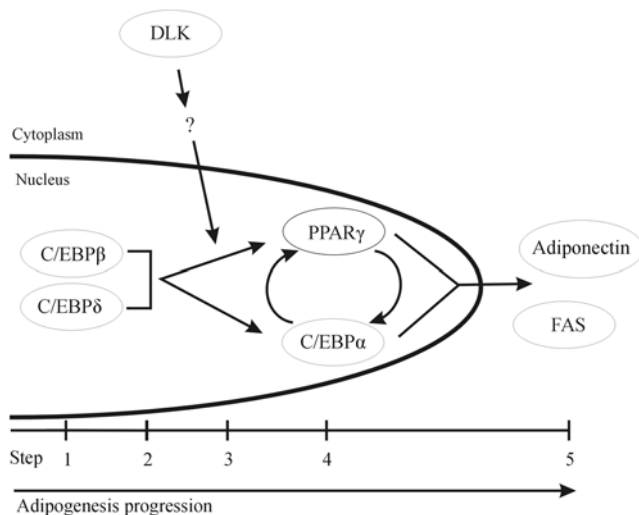 DLK
?
Cytoplasm
Nucleus
C/EBPβ
C/EBPδ
PPARγ
C/EBPα
Adiponectin
FAS
Step 1 2 3 4 5
Adipogenesis progression